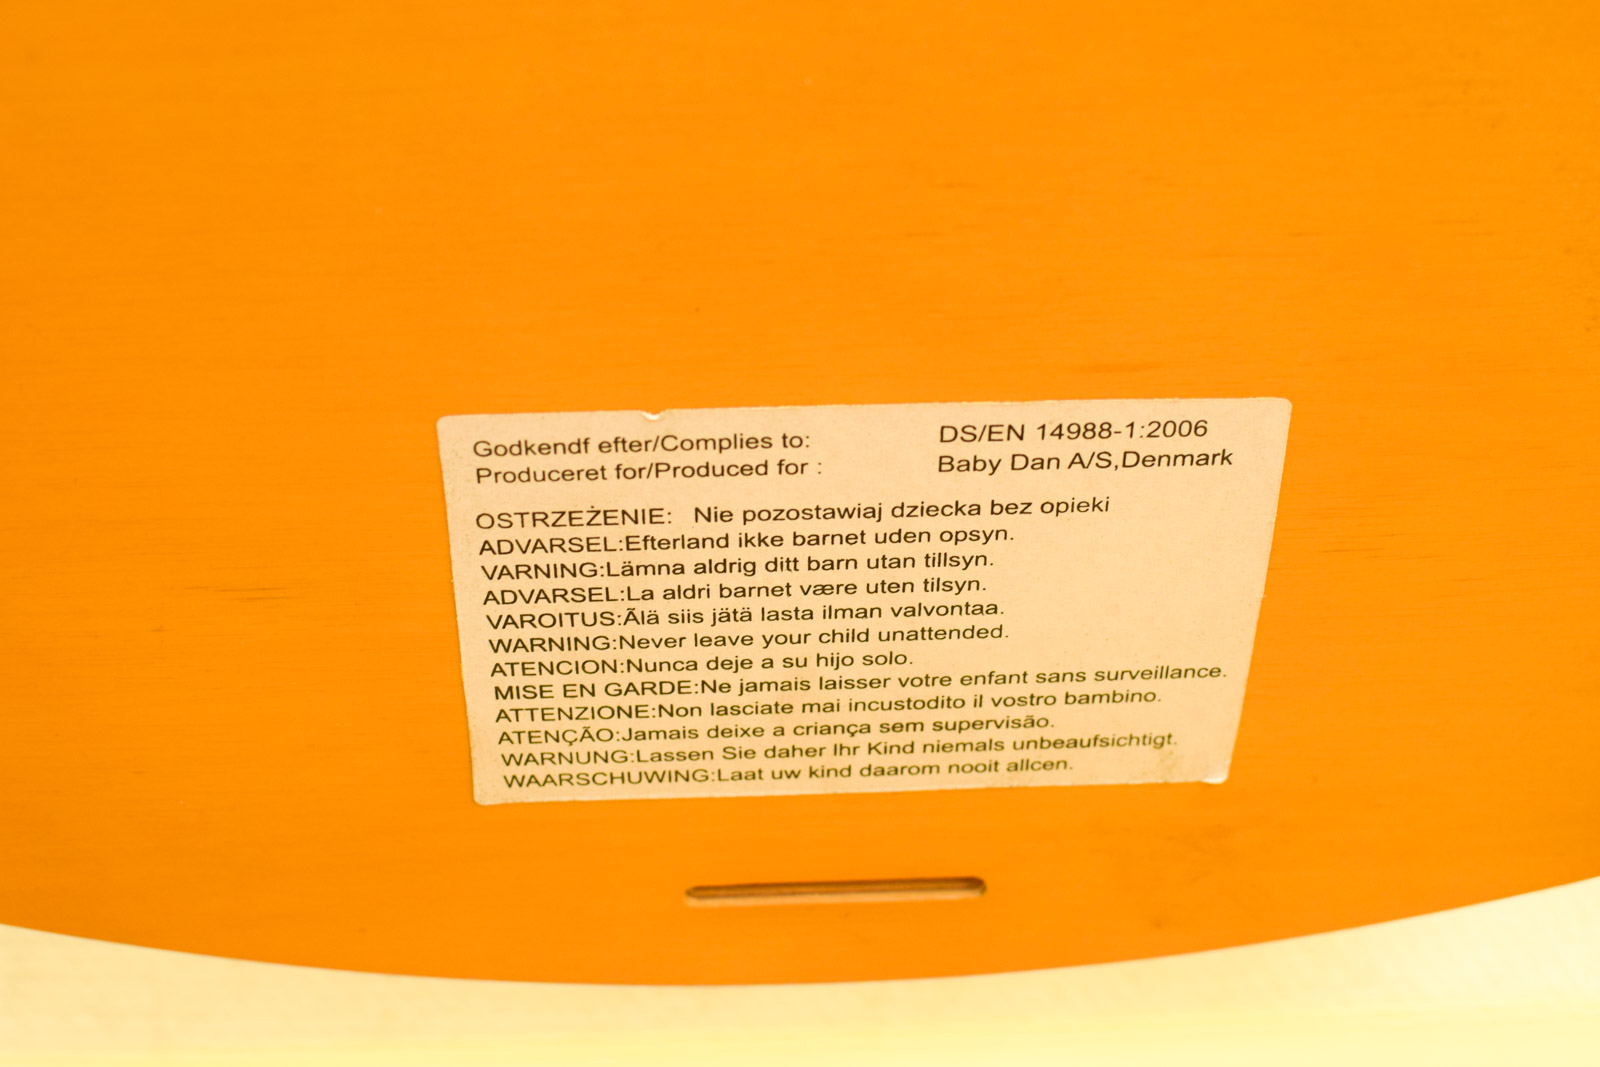 Godkendf efter/Complies to: DS/EN 14988-1:2006
Produceret for/Produced for : Baby Dan A/S,Denmark
OSTRZEŻENIE: Nie pozostawiaj dziecka bez opieki
ADVARSEL:Efterland ikke barnet uden opsyn.
VARNING:Lämna aldrig ditt barn utan tillsyn.
ADVARSEL:La aldri barnet være uten tilsyn.
VAROITUS:Ãlä siis jätä lasta ilman valvontaa.
WARNING:Never leave your child unattended.
ATENCION:Nunca deje a su hijo solo.
MISE EN GARDE:Ne jamais laisser votre enfant sans surveillance.
ATTENZIONE:Non lasciate mai incustodito il vostro bambino.
ATENÇÃO:Jamais deixe a criança sem supervisão.
WARNUNG:Lassen Sie daher Ihr Kind niemals unbeaufsichtigt.
WAARSCHUWING:Laat uw kind daarom nooit allcen.